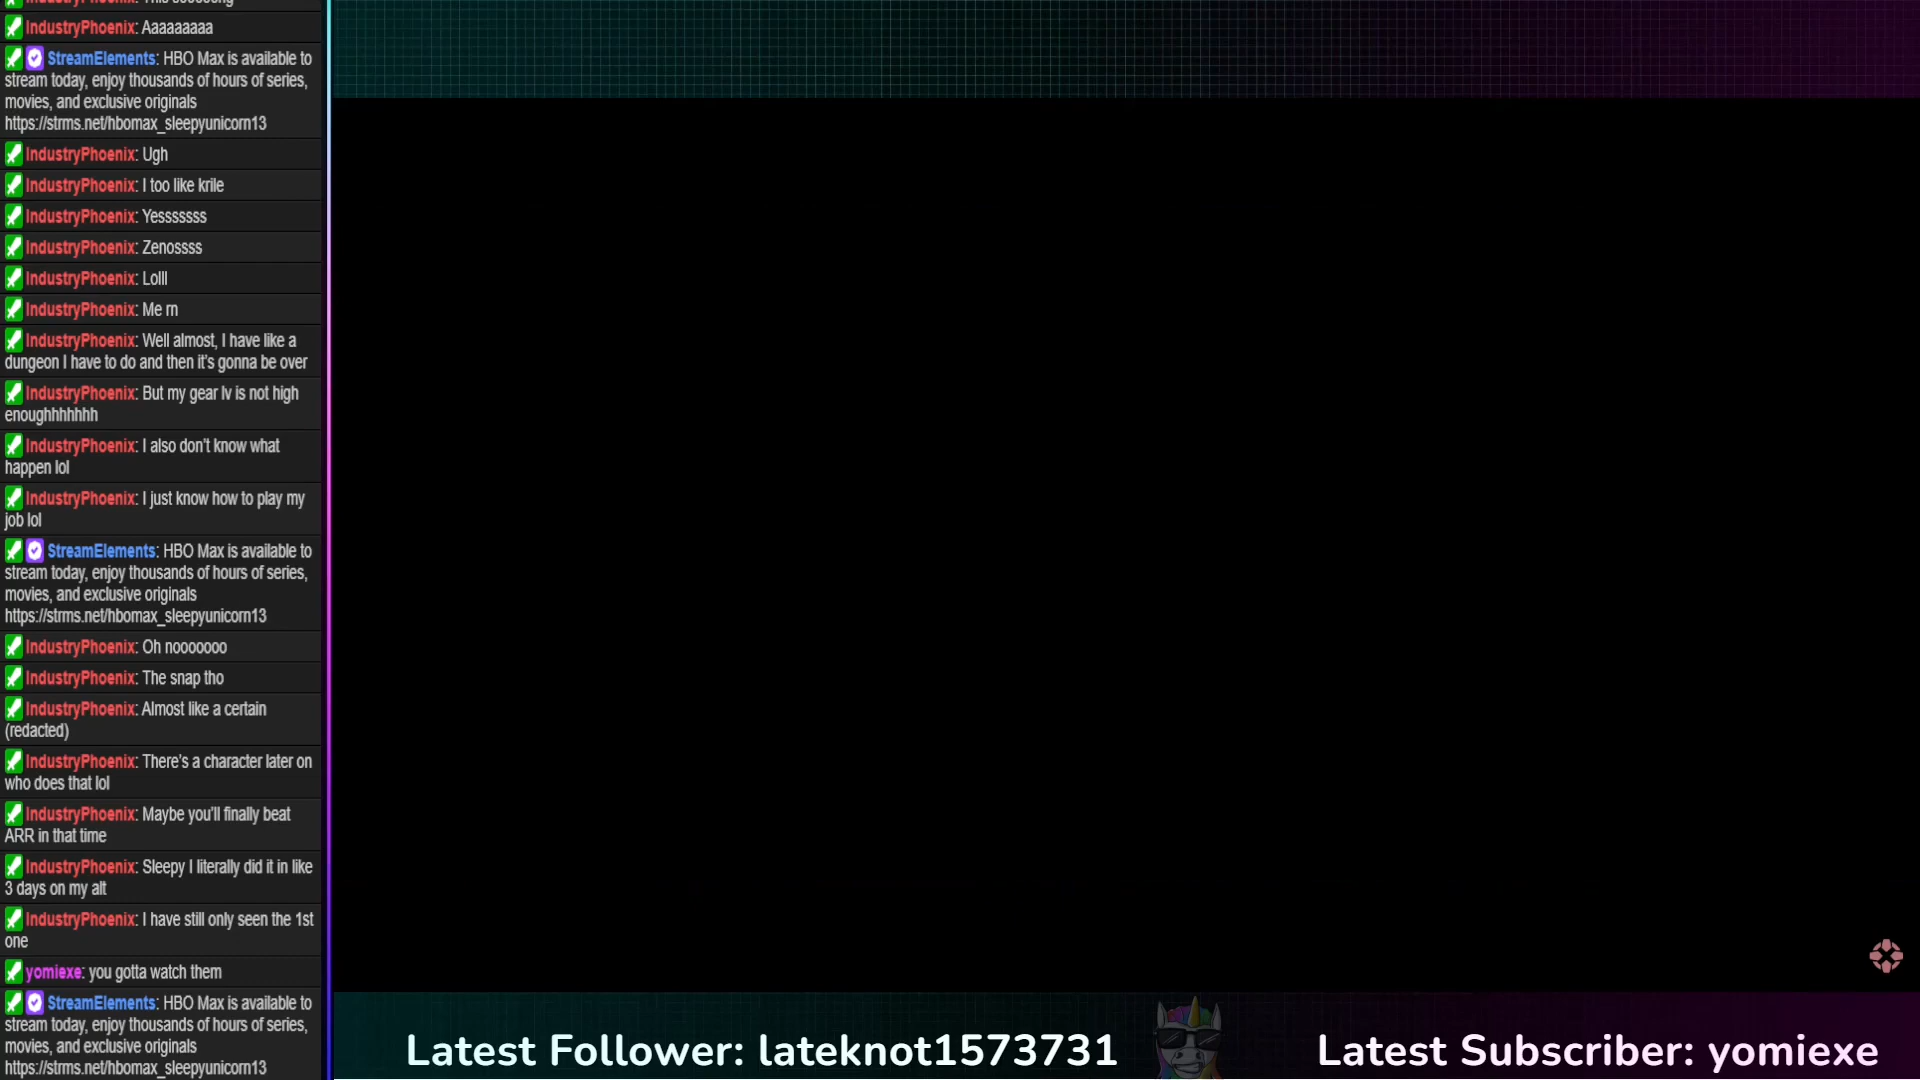 IndustryPhoenix: Aaaaaaaaa
StreamElements: HBO Max is available to
stream today, enjoy thousands of hours of series,
movies, and exclusive originals
https://strms.net/hbomax_sleepyunicorn13
IndustryPhoenix: Ugh
IndustryPhoenix: I too like krile
IndustryPhoenix: Yesssssss
IndustryPhoenix: Zenossss
IndustryPhoenix: Lolll
IndustryPhoenix: Me rn
IndustryPhoenix: Well almost, I have like a
dungeon I have to do and then it's gonna be over
IndustryPhoenix: But my gear lv is not high
enoughhhhhhh
IndustryPhoenix: I also don't know what
happen lol
IndustryPhoenix: I just know how to play my
job lol
StreamElements: HBO Max is available to
stream today, enjoy thousands of hours of series,
movies, and exclusive originals
https://strms.net/hbomax_sleepyunicorn13
IndustryPhoenix: Oh nooooooo
IndustryPhoenix: The snap tho
IndustryPhoenix: Almost like a certain
(redacted)
IndustryPhoenix: There's a character later on
who does that lol
IndustryPhoenix: Maybe you'll finally beat
ARR in that time
IndustryPhoenix: Sleepy I literally did it in like
3 days on my alt
IndustryPhoenix: I have still only seen the 1st
one
yomiexe: you gotta watch them
StreamElements: HBO Max is available to
stream today, enjoy thousands of hours of series,
movies, and exclusive originals
https://strms.net/hbomax_sleepyunicorn13
Latest Follower: lateknot1573731
Latest Subscriber: yomiexe